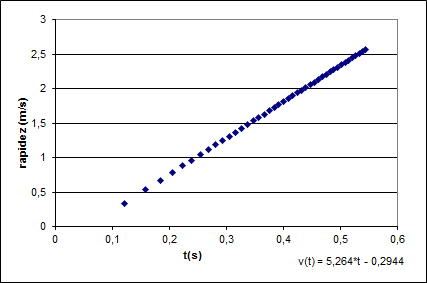 3
2,5
2
1,5
1
0,5
0
rapidez (m/s)
0 0,1 0,2 0,3 0,4 0,5 0,6
t(s)
v(t) = 5,264*t - 0,2944